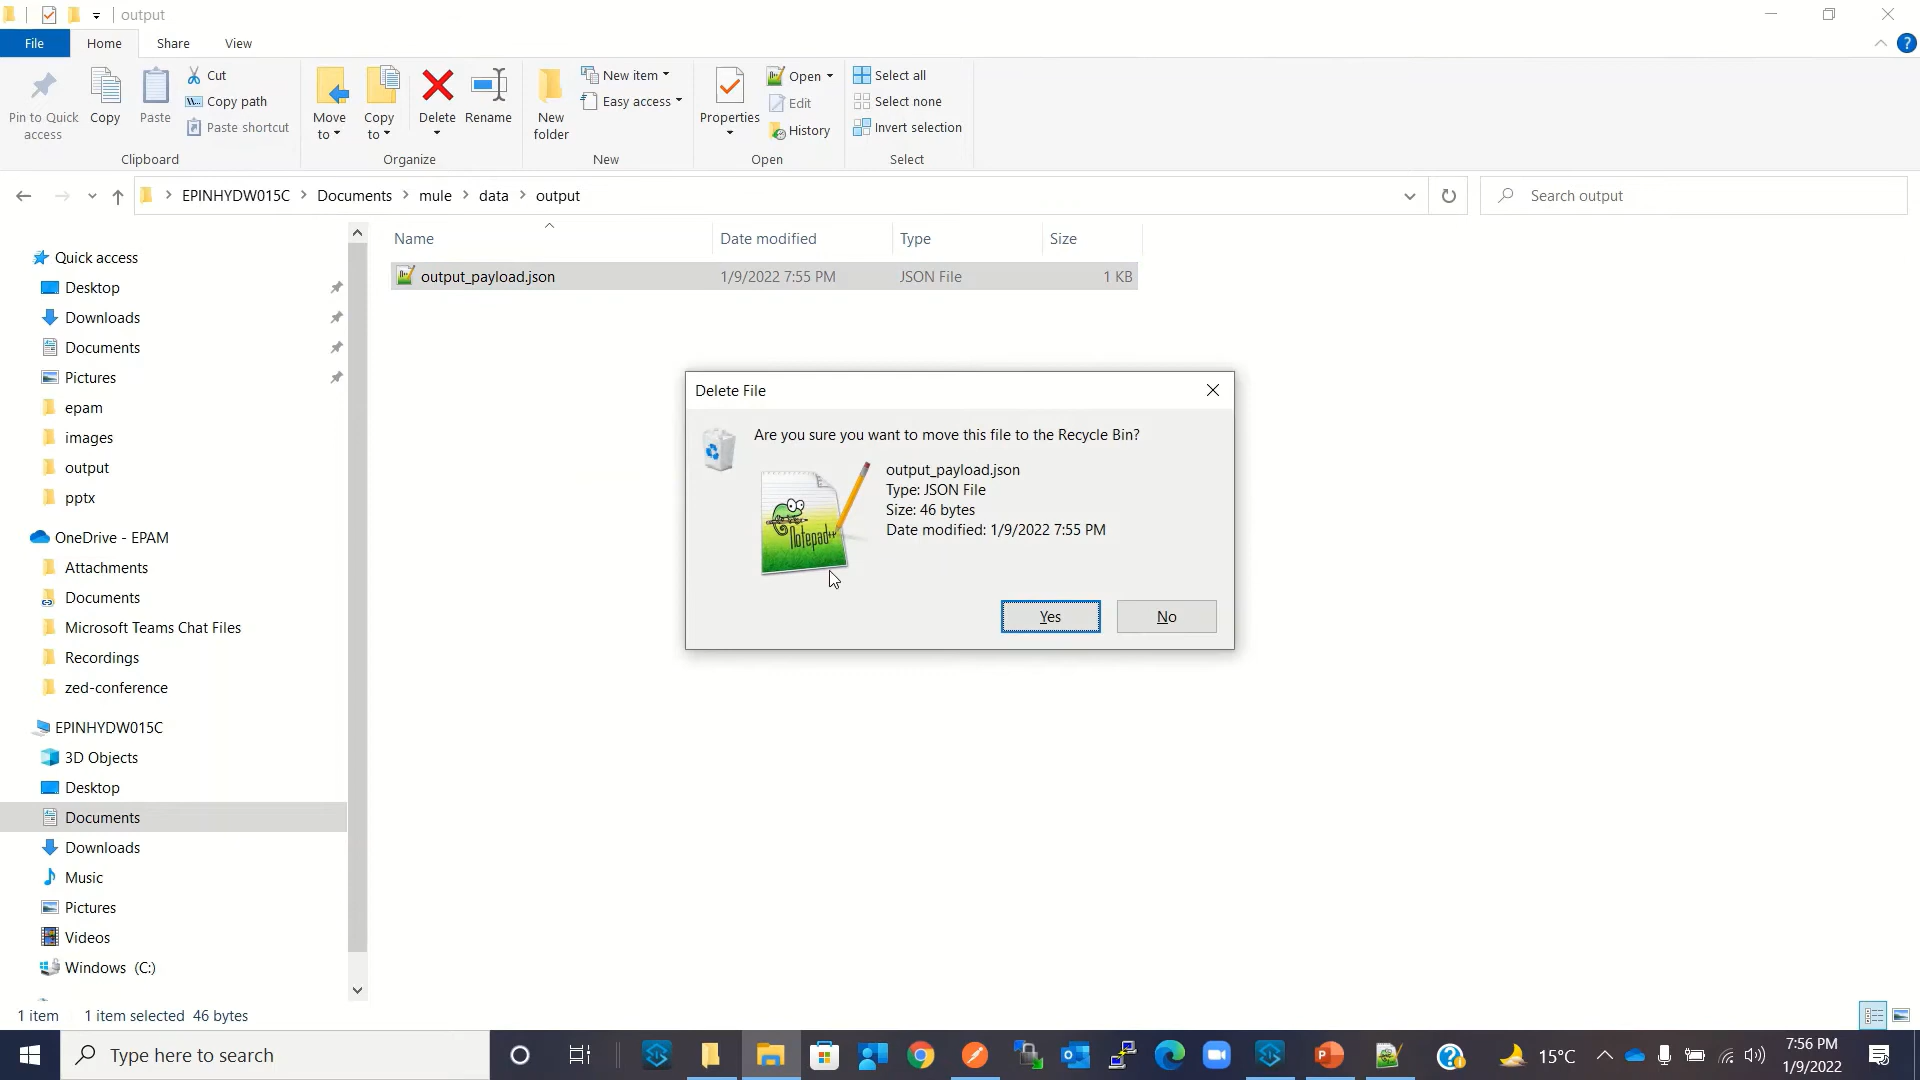 output
File
Home
Share
View
Pin to Quick
access
Copy
Paste
Cut
Copy path
Paste shortcut
Clipboard
Move
to
Copy
to
Delete
Rename
Organize
New
folder
New item
Easy access
New
Properties
Open
Edit
History
Open
Select all
Select none
Invert selection
Select
EPINHYDW015C
Documents
mule
data
output
Search output
Name
Date modified
Type
Size
output_payload.json
1/9/2022 7:55 PM
JSON File
1 KB
Quick access
Desktop
Downloads
Documents
Pictures
epam
images
output
pptx
OneDrive - EPAM
Attachments
Documents
Microsoft Teams Chat Files
Recordings
zed-conference
EPINHYDW015C
3D Objects
Desktop
Documents
Downloads
Music
Pictures
Videos
Windows (C:)
Delete File
Are you sure you want to move this file to the Recycle Bin?
Notepad++
output_payload.json
Type: JSON File
Size: 46 bytes
Date modified: 1/9/2022 7:55 PM
Yes
No
1 item
1 item selected 46 bytes
Type here to search
15°C
7:56 PM
1/9/2022